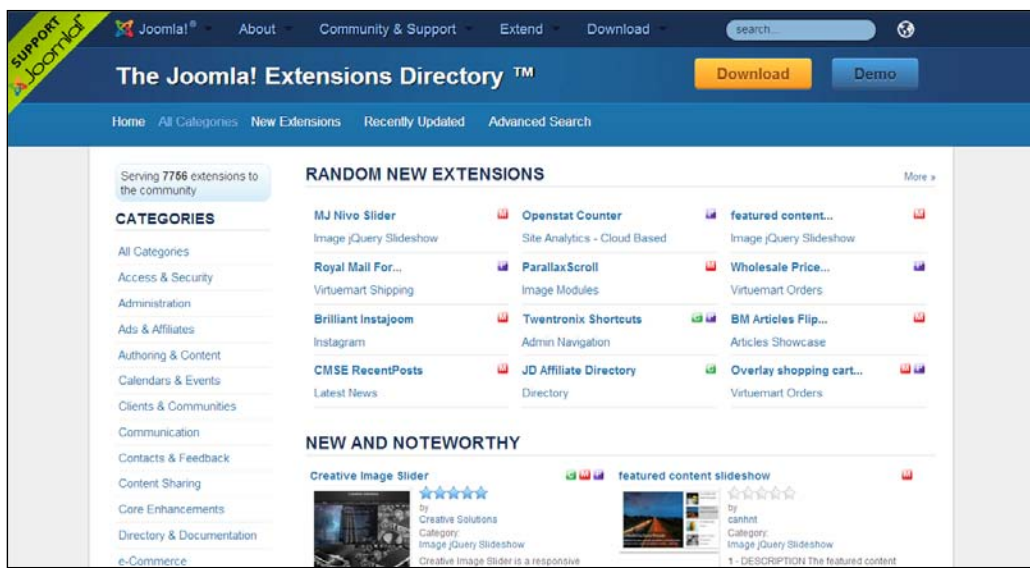 SUPPORT
Joomla!
Joomla!® About Community & Support Extend Download search...
The Joomla! Extensions Directory ™ Download Demo
Home All Categories New Extensions Recently Updated Advanced Search
Serving 7756 extensions to
the community
CATEGORIES
All Categories
Access & Security
Administration
Ads & Affiliates
Authoring & Content
Calendars & Events
Clients & Communities
Communication
Contacts & Feedback
Content Sharing
Core Enhancements
Directory & Documentation
e-Commerce
RANDOM NEW EXTENSIONS More »
MJ Nivo Slider M Openstat Counter P featured content... M
Image jQuery Slideshow Site Analytics - Cloud Based Image jQuery Slideshow
Royal Mail For... P ParallaxScroll M Wholesale Price... P
Virtuemart Shipping Image Modules Virtuemart Orders
Brilliant Instajoom M Twentronix Shortcuts C P BM Articles Flip... M
Instagram Admin Navigation Articles Showcase
CMSE RecentPosts M JD Affiliate Directory C Overlay shopping cart... M P
Latest News Directory Virtuemart Orders
NEW AND NOTEWORTHY
Creative Image Slider C M P
by
Creative Solutions
Category:
Image jQuery Slideshow
Creative Image Slider is a responsive
featured content slideshow M
by
canhnt
Category:
Image jQuery Slideshow
1 - DESCRIPTION The featured content